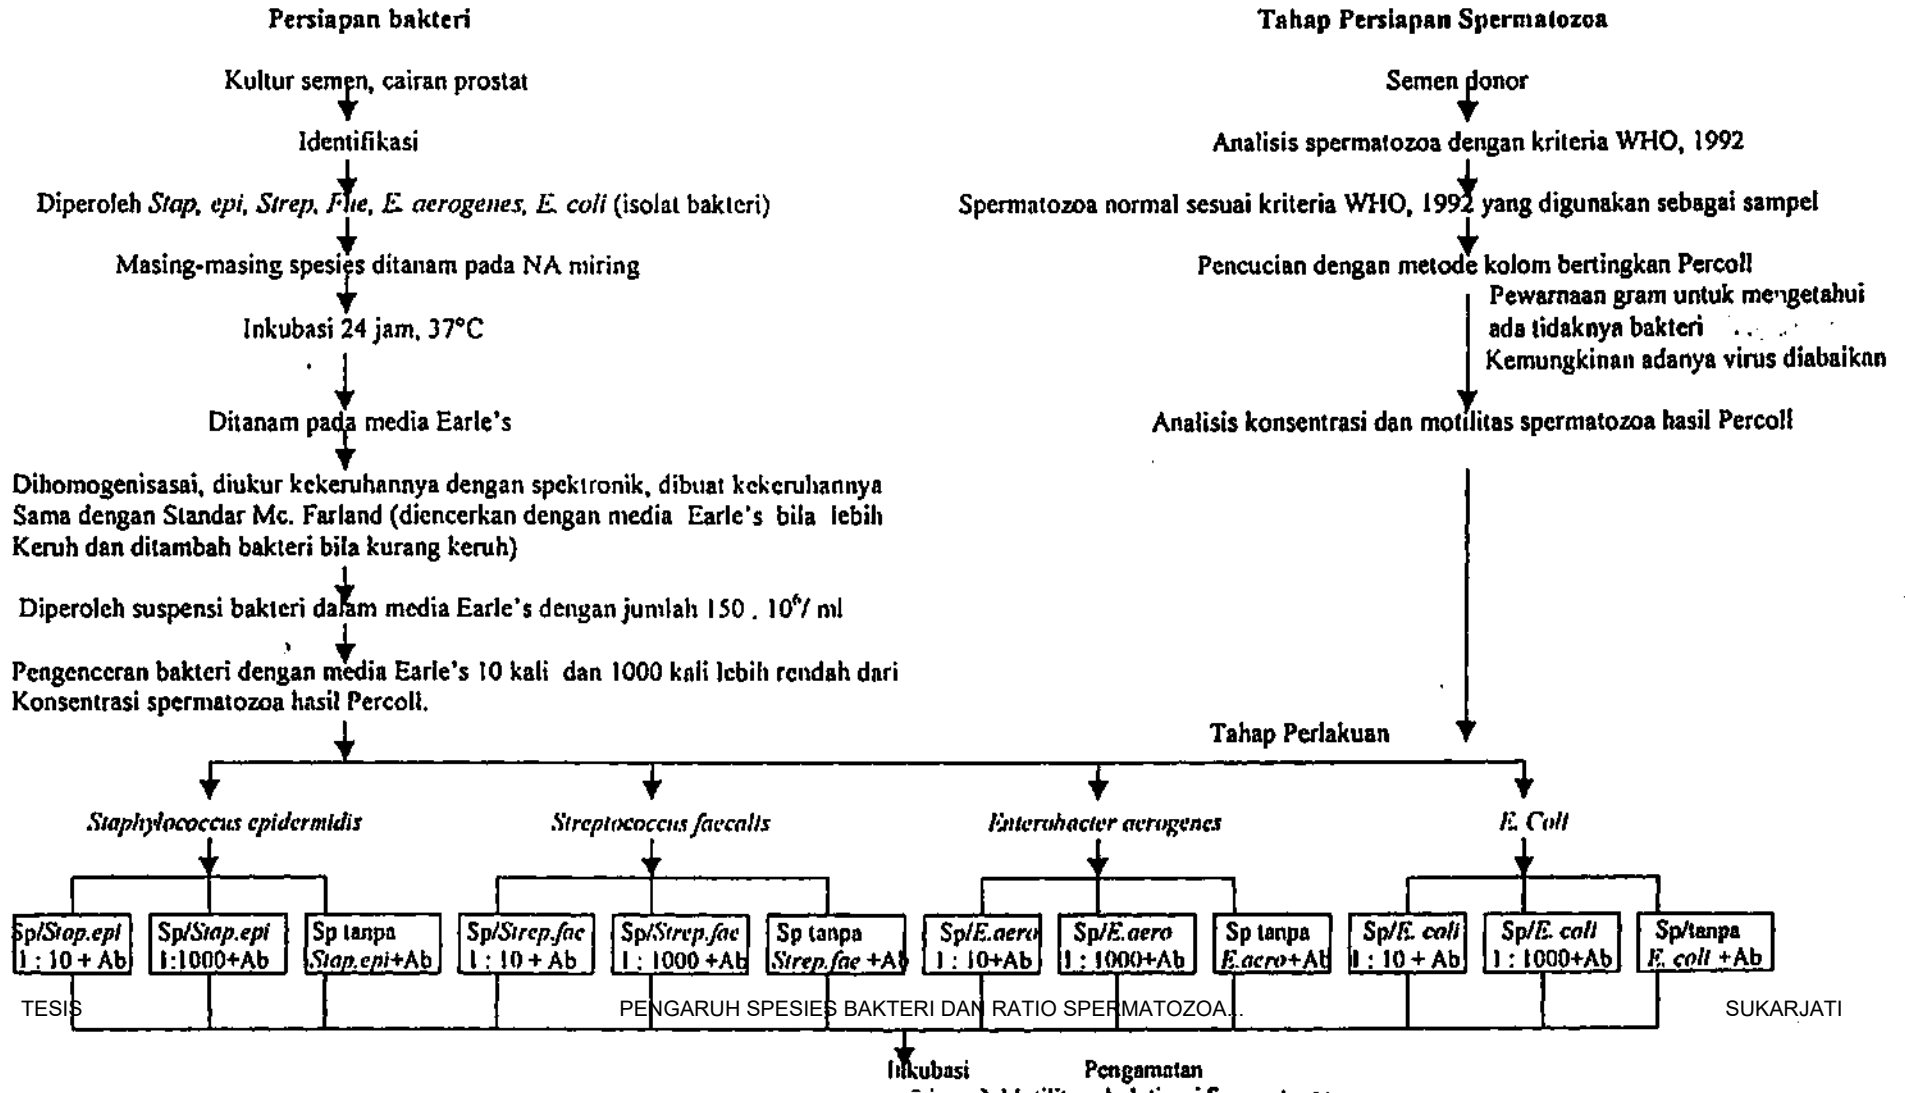 Persiapan bakteri
Kultur semen, cairan prostat
Identifikasi
Diperoleh Stap, epi, Strep. Fae, E. aerogenes, E. coli (isolat bakteri)
Masing-masing spesies ditanam pada NA miring
Inkubasi 24 jam, 37°C
Ditanam pada media Earle's
Dihomogenisasai, diukur kekeruhannya dengan spektronik, dibuat kekeruhannya
Sama dengan Standar Mc. Farland (diencerkan dengan media Earle's bila lebih
Keruh dan ditambah bakteri bila kurang keruh)
Diperoleh suspensi bakteri dalam media Earle's dengan jumlah 150 . 10⁶/ ml
Pengenceran bakteri dengan media Earle's 10 kali dan 1000 kali lebih rendah dari
Konsentrasi spermatozoa hasil Percoll.
Tahap Persiapan Spermatozoa
Semen donor
Analisis spermatozoa dengan kriteria WHO, 1992
Spermatozoa normal sesuai kriteria WHO, 1992 yang digunakan sebagai sampel
Pencucian dengan metode kolom bertingkan Percoll
Pewarnaan gram untuk mengetahui
ada tidaknya bakteri
Kemungkinan adanya virus diabaikan
Analisis konsentrasi dan motilitas spermatozoa hasil Percoll
Tahap Perlakuan
Staphylococcus epidermidis
Streptococcus faecalis
Enterobacter aerogenes
E. Coli
Sp/Stap.epi
1 : 10 + Ab
Sp/Stap.epi
1:1000+Ab
Sp tanpa
Stap.epi+Ab
Sp/Strep.fae
1 : 10 + Ab
Sp/Strep.fae
1 : 1000 +Ab
Sp tanpa
Strep.fae +Ab
Sp/E.aero
1 : 10+Ab
Sp/E.aero
1 : 1000+Ab
Sp tanpa
E.aero+Ab
Sp/E. coli
1 : 10 + Ab
Sp/E. coli
1 : 1000+Ab
Sp/tanpa
E. coli +Ab
TESIS
PENGARUH SPESIES BAKTERI DAN RATIO SPERMATOZOA...
SUKARJATI
Inkubasi
Pengamatan